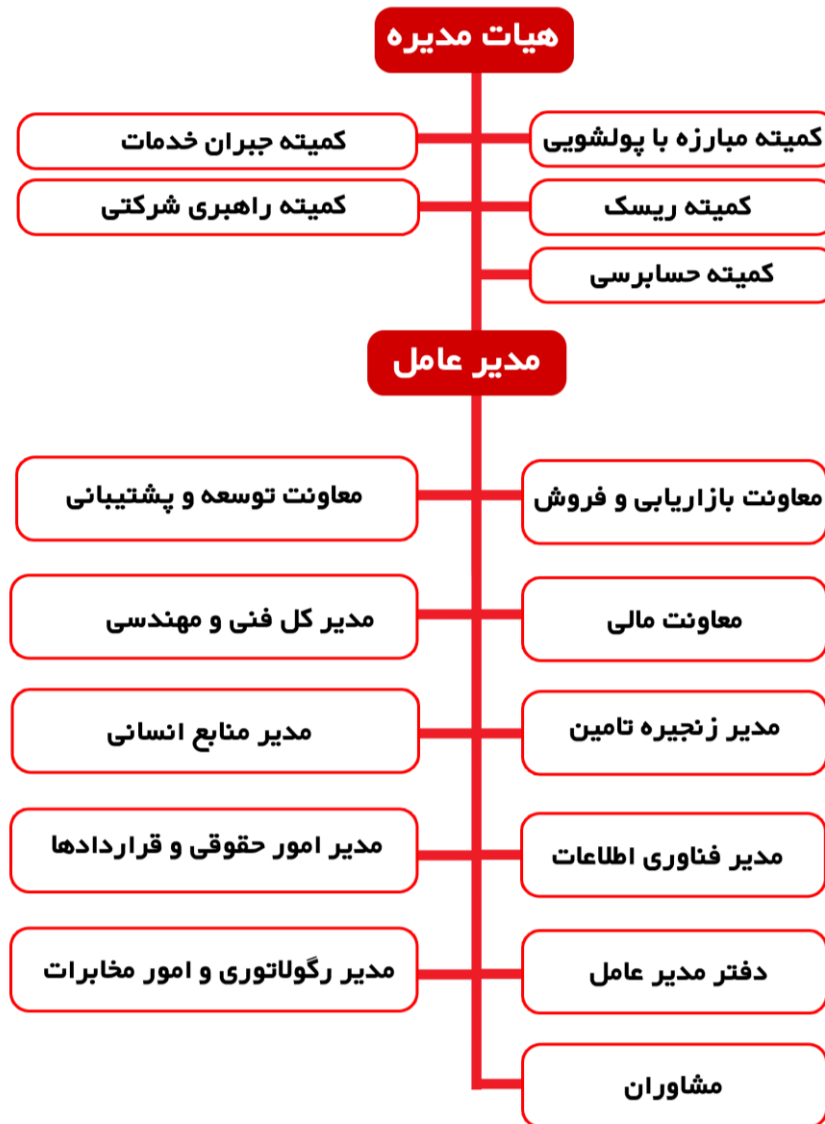 هیات مدیره
کمیته مبارزه با پولشویی
کمیته جبران خدمات
کمیته ریسک
کمیته راهبری شرکتی
کمیته حسابرسی
مدیر عامل
معاونت بازاریابی و فروش
معاونت توسعه و پشتیبانی
معاونت مالی
مدیر کل فنی و مهندسی
مدیر زنجیره تامین
مدیر منابع انسانی
مدیر فناوری اطلاعات
مدیر امور حقوقی و قراردادها
دفتر مدیر عامل
مدیر رگولاتوری و امور مخابرات
مشاوران